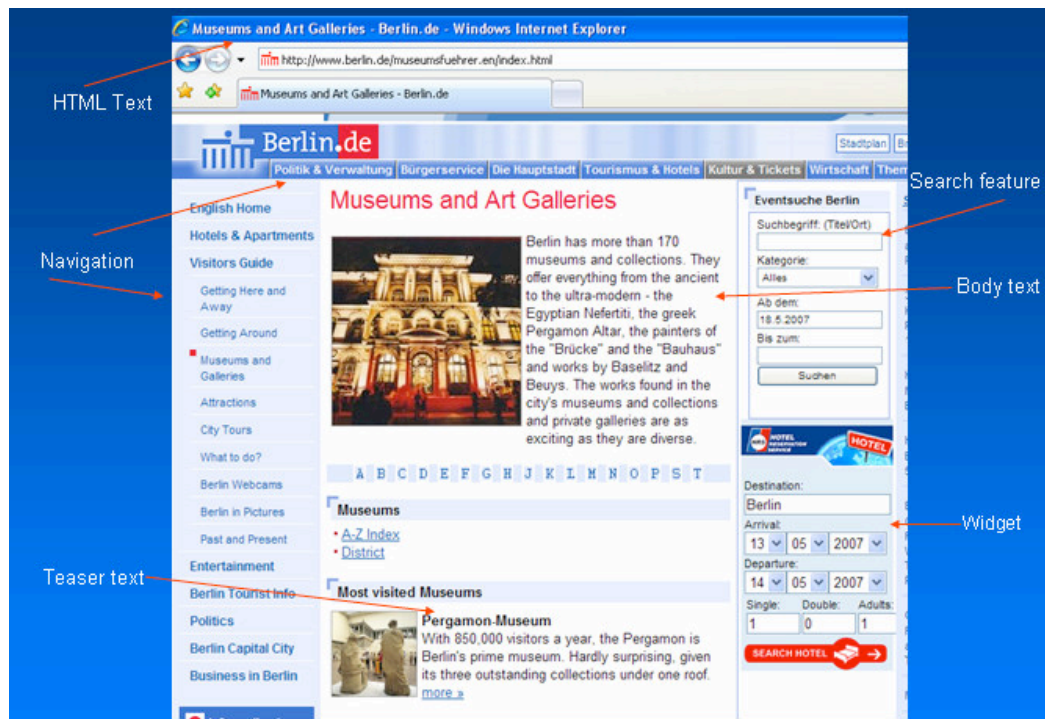 Museums and Art Galleries - Berlin.de - Windows Internet Explorer
http://www.berlin.de/museumsfuehrer.en/index.html
Museums and Art Galleries - Berlin.de
HTML Text
Berlin.de
Stadtplan
Politik & Verwaltung Bürgerservice Die Hauptstadt Tourismus & Hotels Kultur & Tickets Wirtschaft Them
Search feature
Navigation
Body text
Widget
Teaser text
English Home
Hotels & Apartments
Visitors Guide
Getting Here and
Away
Getting Around
Museums and
Galleries
Attractions
City Tours
What to do?
Berlin Webcams
Berlin in Pictures
Past and Present
Entertainment
Berlin Tourist Info
Politics
Berlin Capital City
Business in Berlin
Museums and Art Galleries
Berlin has more than 170
museums and collections. They
offer everything from the ancient
to the ultra-modern - the
Egyptian Nefertiti, the greek
Pergamon Altar, the painters of
the "Brücke" and the "Bauhaus"
and works by Baselitz and
Beuys. The works found in the
city's museums and collections
and private galleries are as
exciting as they are diverse.
A B C D E F G H J K L M N O P S T
Museums
• A-Z Index
• District
Most visited Museums
Pergamon-Museum
With 850,000 visitors a year, the Pergamon is
Berlin's prime museum. Hardly surprising, given
its three outstanding collections under one roof.
more »
Eventsuche Berlin
Suchbegriff: (Titel/Ort)
Kategorie:
Alles
Ab dem:
18.5.2007
Bis zum:
Suchen
HRS HOTEL
RESERVATION
SERVICE
HOTEL
Destination:
Berlin
Arrival:
13 05 2007
Departure:
14 05 2007
Single: Double: Adults:
1 0 1
SEARCH HOTEL